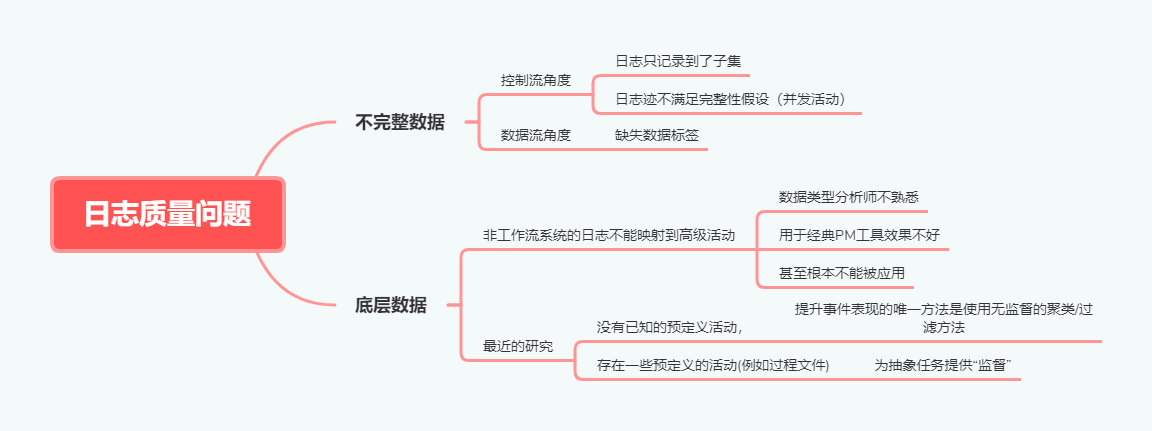 日志质量问题
不完整数据
控制流角度
日志只记录到了子集
日志迹不满足完整性假设（并发活动）
数据流角度
缺失数据标签
底层数据
非工作流系统的日志不能映射到高级活动
数据类型分析师不熟悉
用于经典PM工具效果不好
甚至根本不能被应用
最近的研究
没有已知的预定义活动，
提升事件表现的唯一方法是使用无监督的聚类/过
滤方法
存在一些预定义的活动(例如过程文件)
为抽象任务提供“监督”